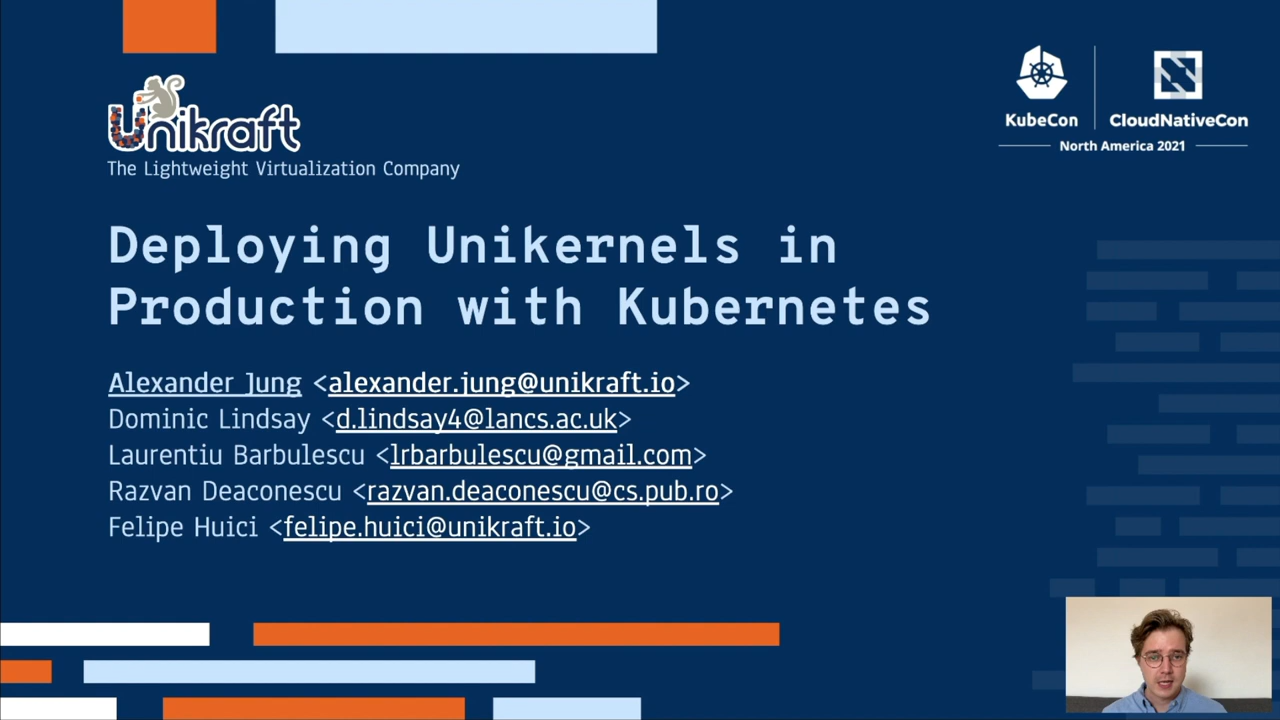 Unikraft
The Lightweight Virtualization Company
KubeCon
CloudNativeCon
North America 2021
Deploying Unikernels in
Production with Kubernetes
Alexander Jung <alexander.jung@unikraft.io>
Dominic Lindsay <d.lindsay4@lancs.ac.uk>
Laurentiu Barbulescu <lrbarbulescu@gmail.com>
Razvan Deaconescu <razvan.deaconescu@cs.pub.ro>
Felipe Huici <felipe.huici@unikraft.io>